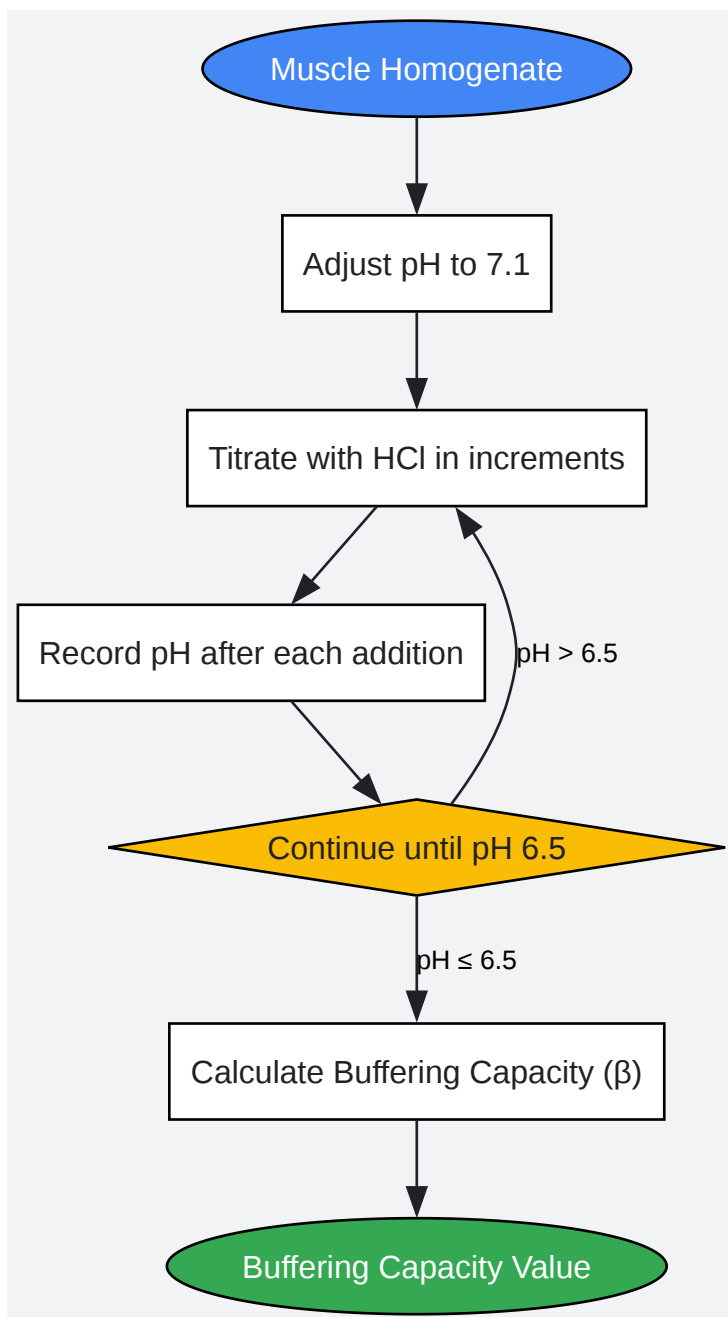 Muscle Homogenate
Adjust pH to 7.1
Titrate with HCl in increments
Record pH after each addition
pH > 6.5
Continue until pH 6.5
pH ≤ 6.5
Calculate Buffering Capacity (β)
Buffering Capacity Value